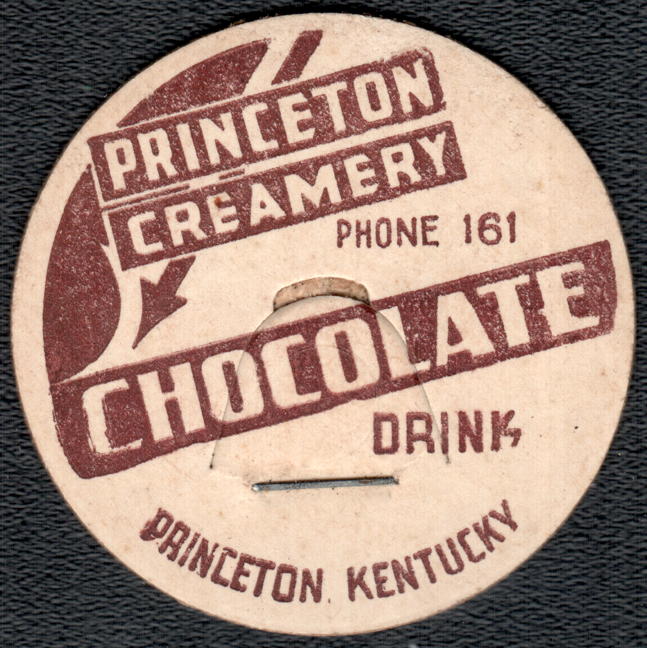 PRINCETON
CREAMERY
PHONE 161
CHOCOLATE
DRINK
PRINCETON KENTUCKY